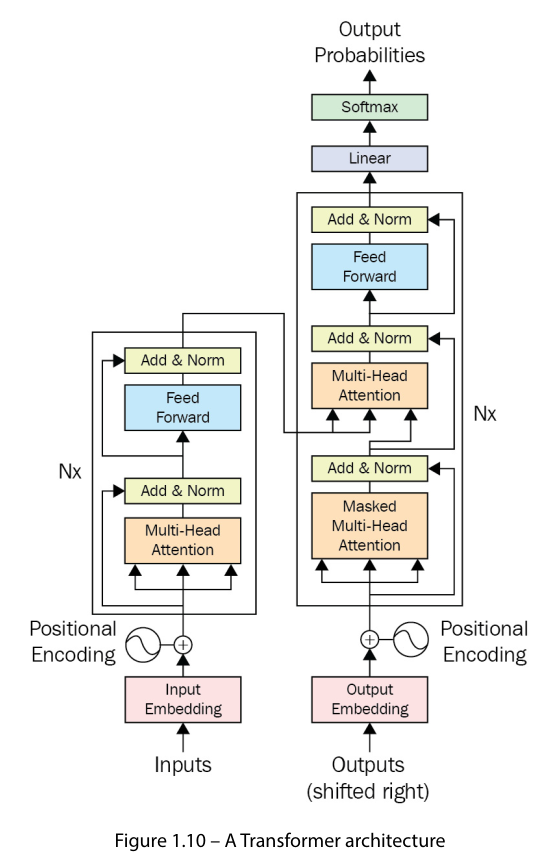 Output
Probabilities
Softmax
Linear
Add & Norm
Feed
Forward
Add & Norm
Multi-Head
Attention
Nx
Add & Norm
Masked
Multi-Head
Attention
Positional
Encoding
Output
Embedding
Outputs
(shifted right)
Add & Norm
Feed
Forward
Nx
Add & Norm
Multi-Head
Attention
Positional
Encoding
Input
Embedding
Inputs
Figure 1.10 – A Transformer architecture